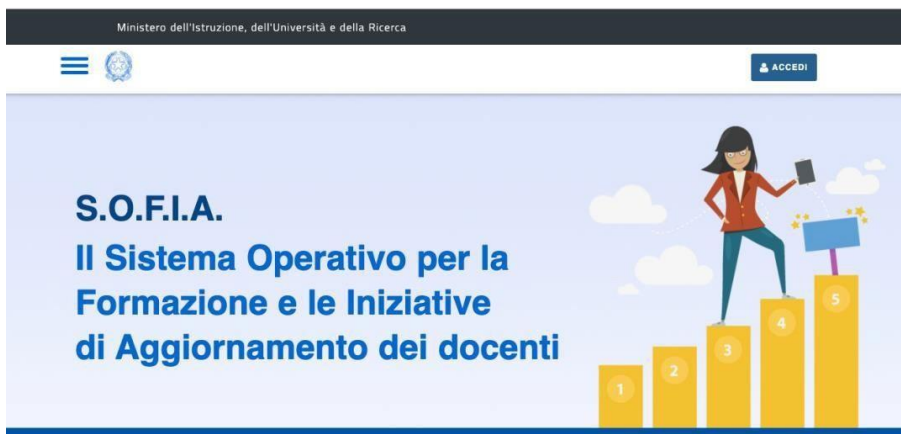 Ministero dell'Istruzione, dell'Università e della Ricerca
ACCEDI
S.O.F.I.A.
Il Sistema Operativo per la
Formazione e le Iniziative
di Aggiornamento dei docenti
1
2
3
4
5